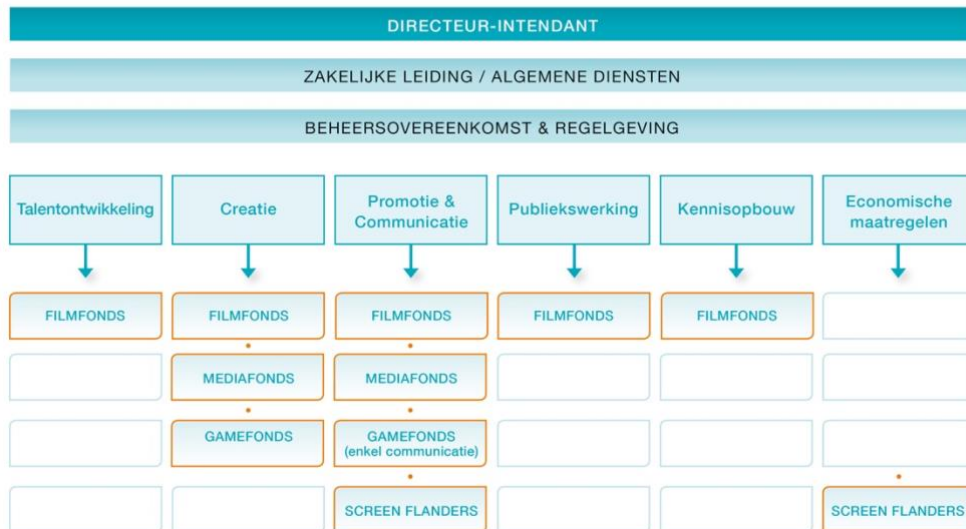 DIRECTEUR-INTENDANT
ZAKELIJKE LEIDING / ALGEMENE DIENSTEN
BEHEERSOVEREENKOMST & REGELGEVING
Talentontwikkeling
Creatie
Promotie &
Communicatie
Publiekswerking
Kennisopbouw
Economische
maatregelen
FILMFONDS
FILMFONDS
FILMFONDS
FILMFONDS
FILMFONDS
MEDIAFONDS
MEDIAFONDS
GAMEFONDS
GAMEFONDS
(enkel communicatie)
SCREEN FLANDERS
SCREEN FLANDERS